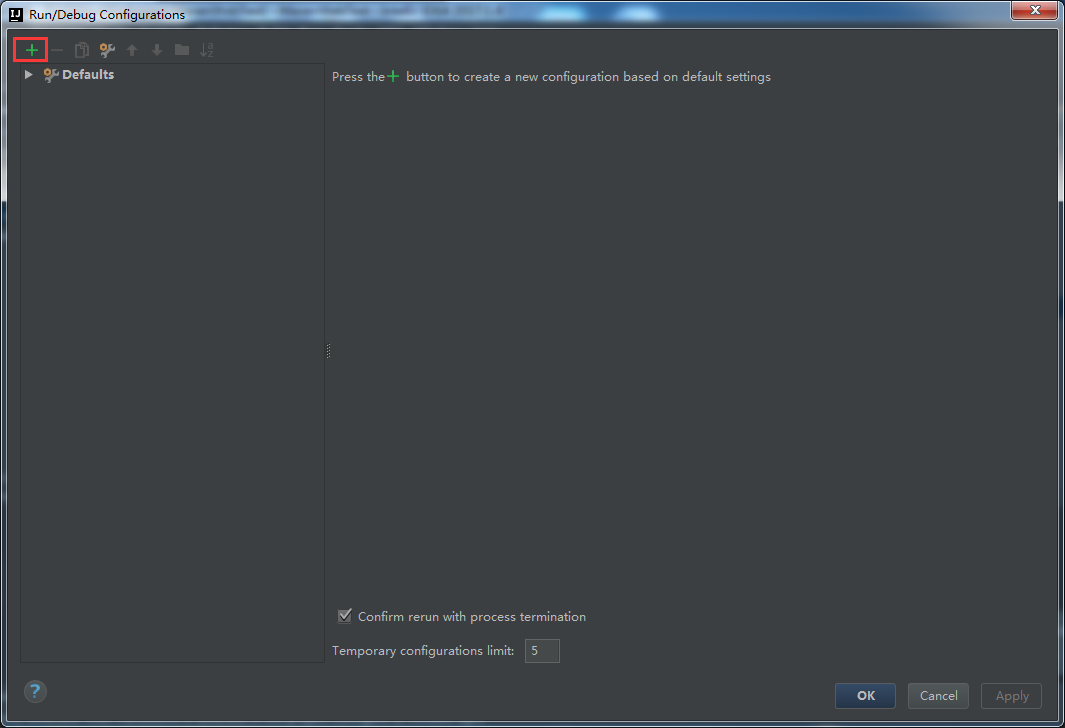 IJ Run/Debug Configurations
Defaults
Press the + button to create a new configuration based on default settings
Confirm rerun with process termination
Temporary configurations limit: 5
?
OK Cancel Apply